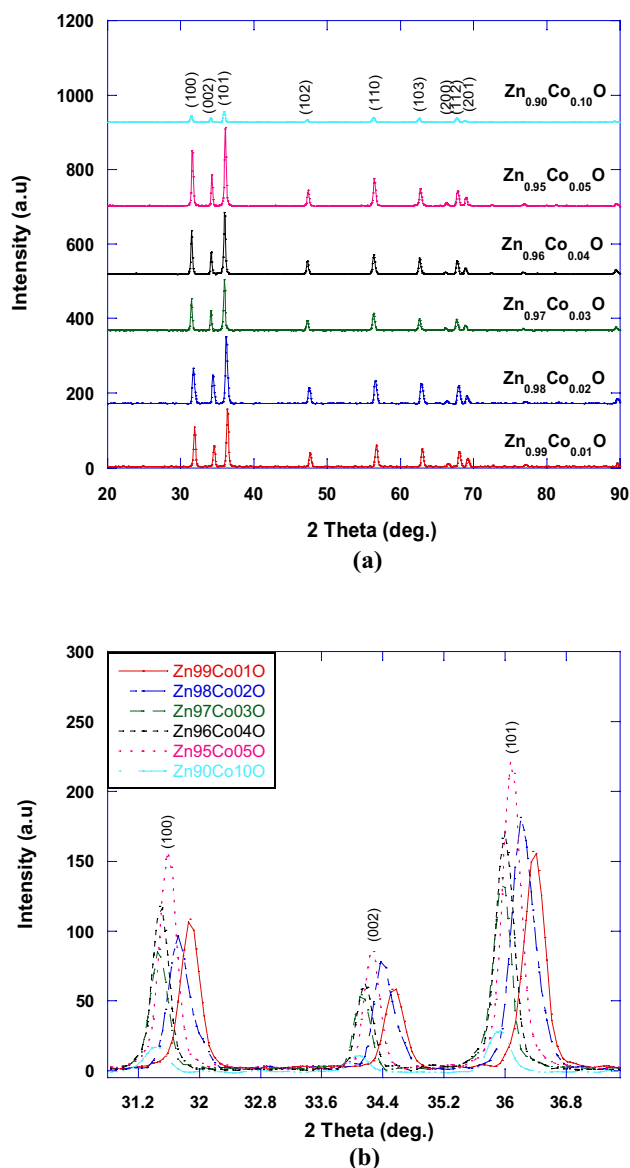 1200
1000
800
600
400
200
0
Intensity (a.u)
(100)
(002)
(101)
(102)
(110)
(103)
(200)
(112)
(201)
Zn0.90Co0.10O
Zn0.95Co0.05O
Zn0.96Co0.04O
Zn0.97Co0.03O
Zn0.98Co0.02O
Zn0.99Co0.01O
20 30 40 50 60 70 80 90
2 Theta (deg.)
(a)
300
250
200
150
100
50
0
Intensity (a.u)
Zn99Co01O
Zn98Co02O
Zn97Co03O
Zn96Co04O
Zn95Co05O
Zn90Co10O
(100)
(002)
(101)
31.2 32 32.8 33.6 34.4 35.2 36 36.8
2 Theta (deg.)
(b)